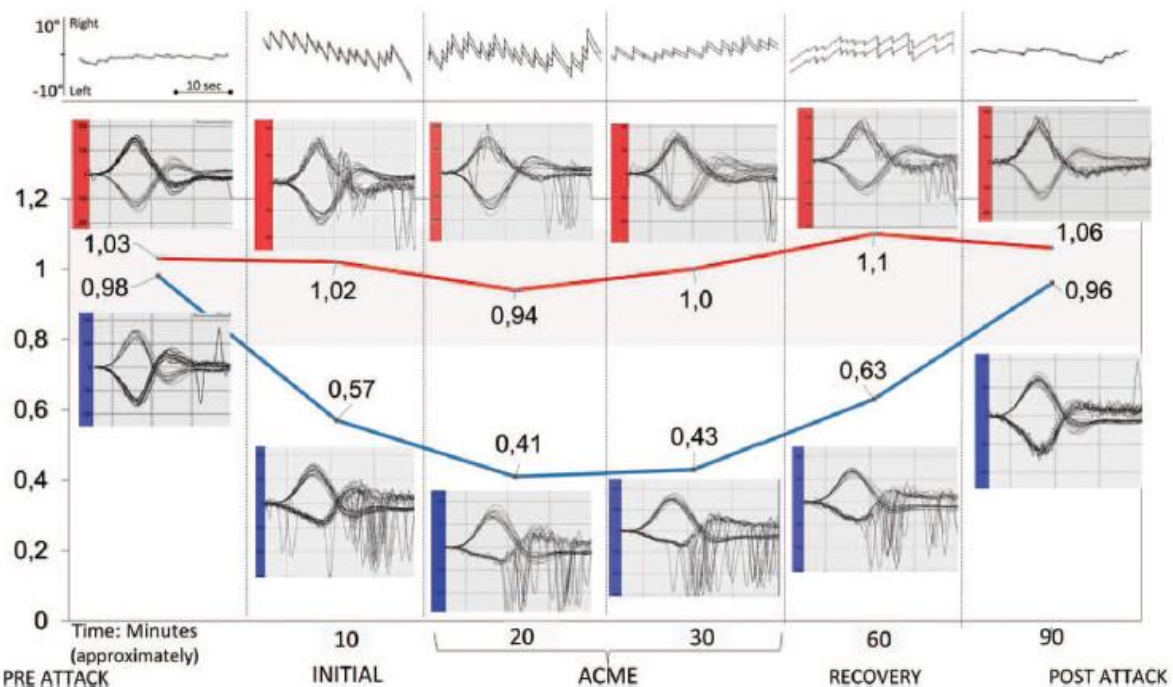 10°
Right
-10°
Left
10 sec
1,2
1
0,8
0,6
0,4
0,2
0
1,03
1,02
0,94
1,0
1,1
1,06
0,98
0,57
0,41
0,43
0,63
0,96
Time: Minutes
(approximately)
10
20
30
60
90
PRE ATTACK
INITIAL
ACME
RECOVERY
POST ATTACK